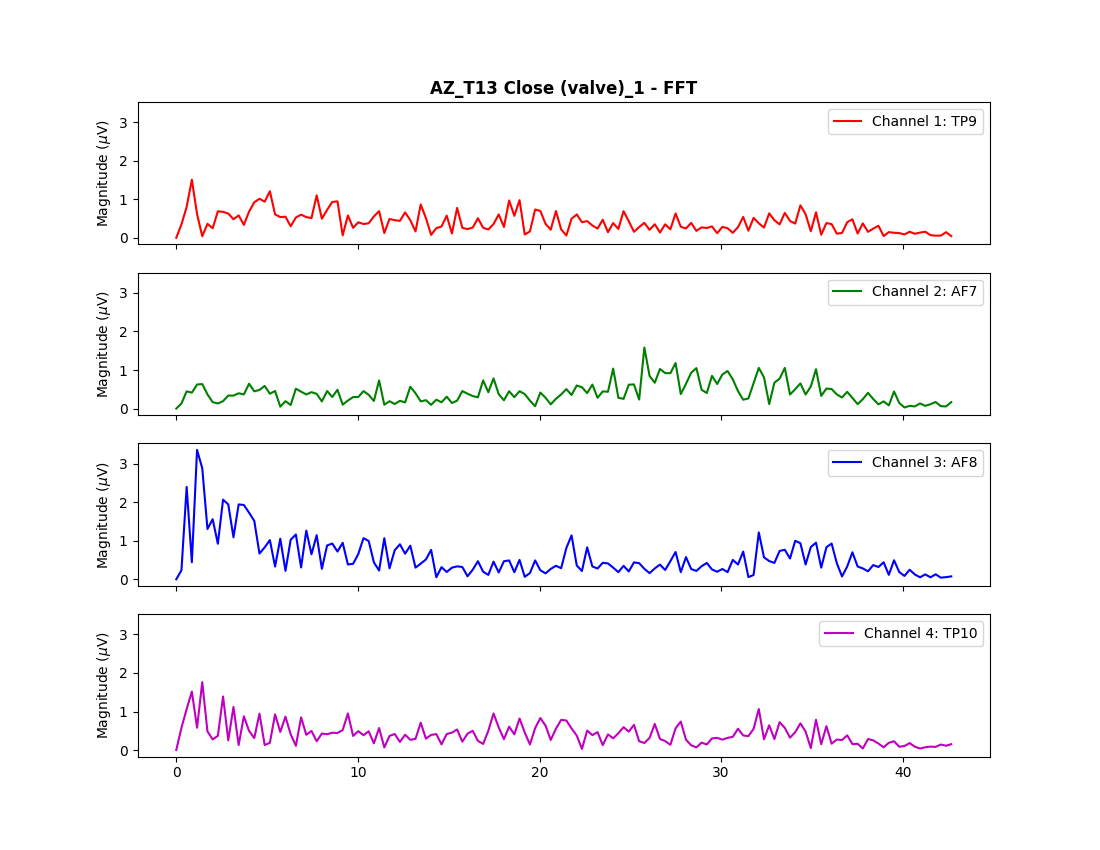 AZ_T13 Close (valve)_1 - FFT
Magnitude (μV)
3
2
1
0
Channel 1: TP9
Magnitude (μV)
3
2
1
0
Channel 2: AF7
Magnitude (μV)
3
2
1
0
Channel 3: AF8
Magnitude (μV)
3
2
1
0
Channel 4: TP10
0 10 20 30 40